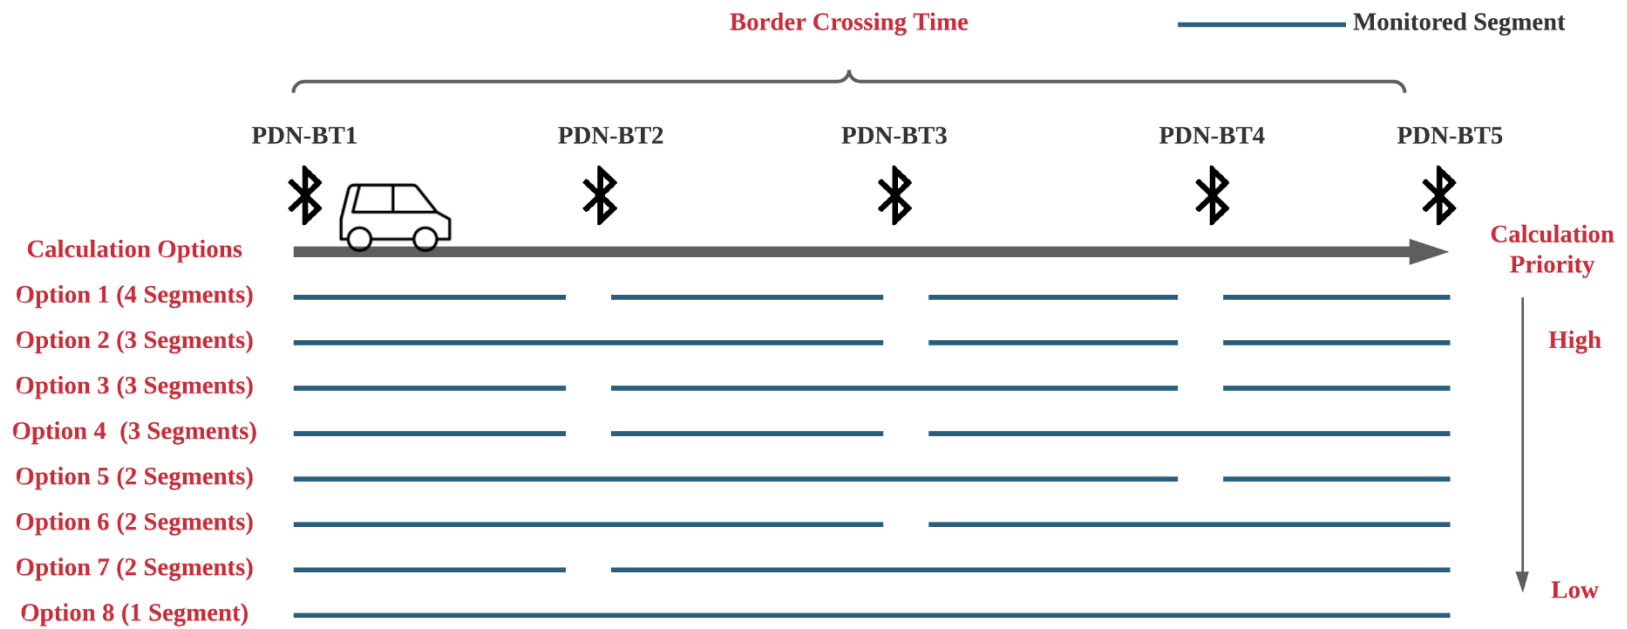 Border Crossing Time
Monitored Segment
PDN-BT1
PDN-BT2
PDN-BT3
PDN-BT4
PDN-BT5
Calculation Options
Calculation
Priority
Option 1 (4 Segments)
Option 2 (3 Segments)
High
Option 3 (3 Segments)
Option 4 (3 Segments)
Option 5 (2 Segments)
Option 6 (2 Segments)
Option 7 (2 Segments)
Low
Option 8 (1 Segment)